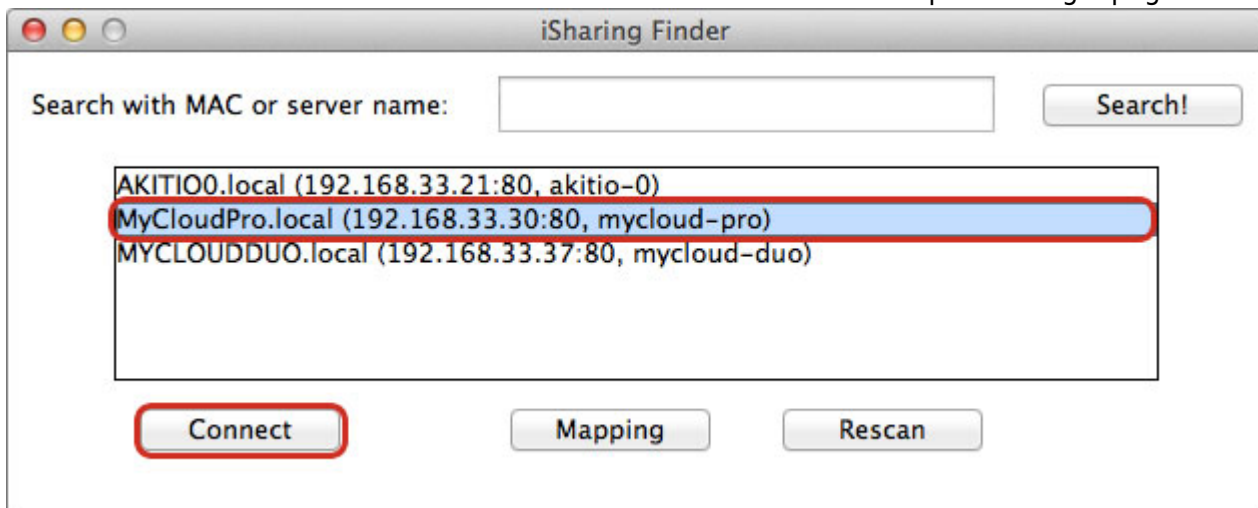 iSharing Finder
Search with MAC or server name:
Search!
AKITIO0.local (192.168.33.21:80, akitio-0)
MyCloudPro.local (192.168.33.30:80, mycloud-pro)
MYCLOUDDUO.local (192.168.33.37:80, mycloud-duo)
Connect
Mapping
Rescan